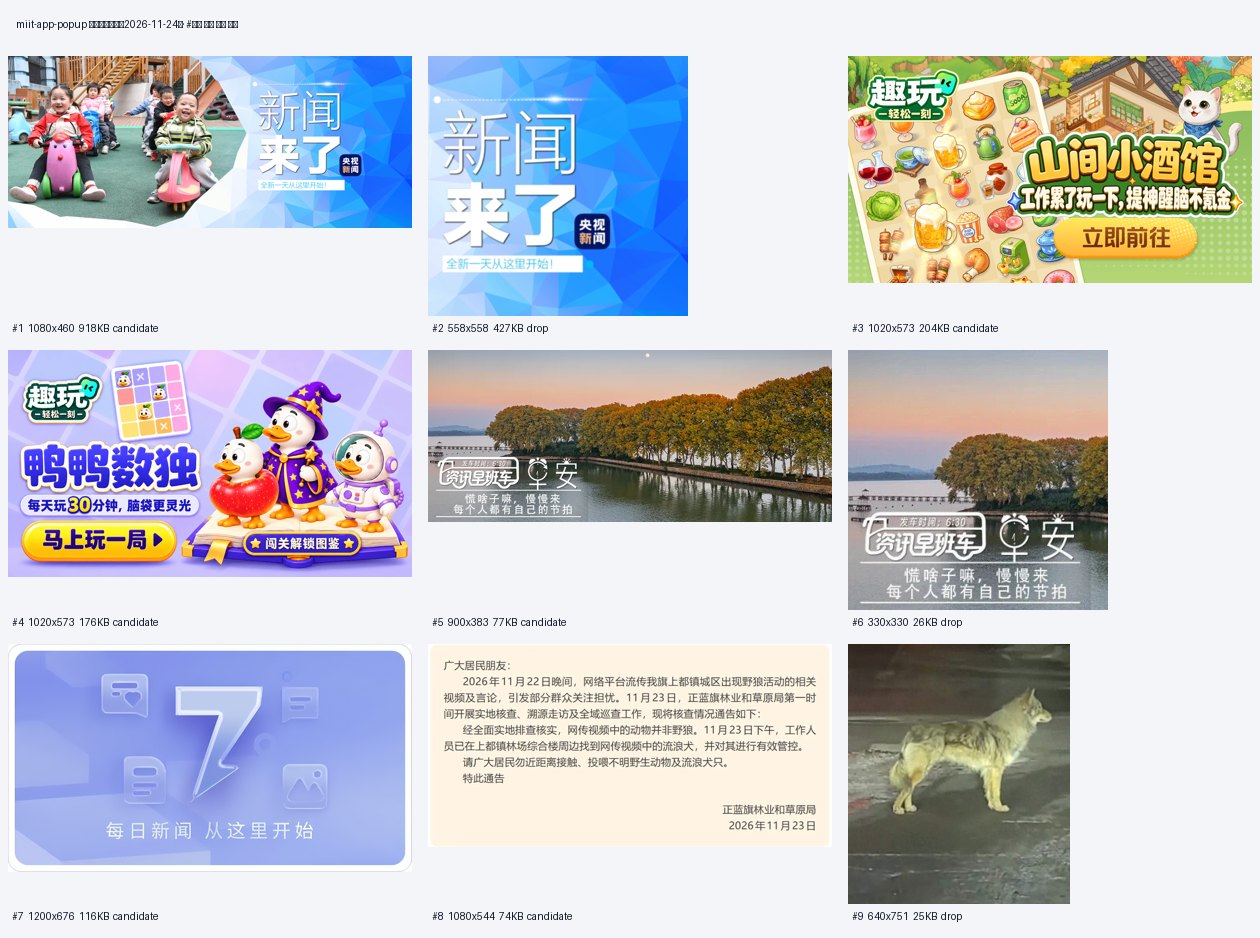 miit-app-popup 2026-11-24
新闻
来了
央视
新闻
全新一天从这里开始!
#1 1080x460 918KB candidate
新闻
来了
央视
新闻
全新一天从这里开始!
#2 558x558 427KB drop
趣玩
轻松一刻
山间小酒馆
工作累了玩一下,提神醒脑不氪金
立即前往
#3 1020x573 204KB candidate
趣玩
轻松一刻
鸭鸭数独
每天玩30分钟,脑袋更灵光
马上玩一局
闯关解锁图鉴
#4 1020x573 176KB candidate
发车时间:6:30
资讯早班车
早安
慌啥子嘛,慢慢来
每个人都有自己的节拍
#5 900x383 77KB candidate
发车时间:6:30
资讯早班车
早安
慌啥子嘛,慢慢来
每个人都有自己的节拍
#6 330x330 26KB drop
7
每日新闻 从这里开始
#7 1200x676 116KB candidate
广大居民朋友:
2026年11月22日晚间,网络平台流传我旗上都镇城区出现野狼活动的相关
视频及言论,引发部分群众关注担忧。11月23日,正蓝旗林业和草原局第一时
间开展实地核查、溯源走访及全域巡查工作,现将核查情况通告如下:
经全面实地排查核实,网传视频中的动物并非野狼。11月23日下午,工作人
员已在上都镇林场综合楼周边找到网传视频中的流浪犬,并对其进行有效管控。
请广大居民勿近距离接触、投喂不明野生动物及流浪犬只。
特此通告
正蓝旗林业和草原局
2026年11月23日
#8 1080x544 74KB candidate
#9 640x751 25KB drop